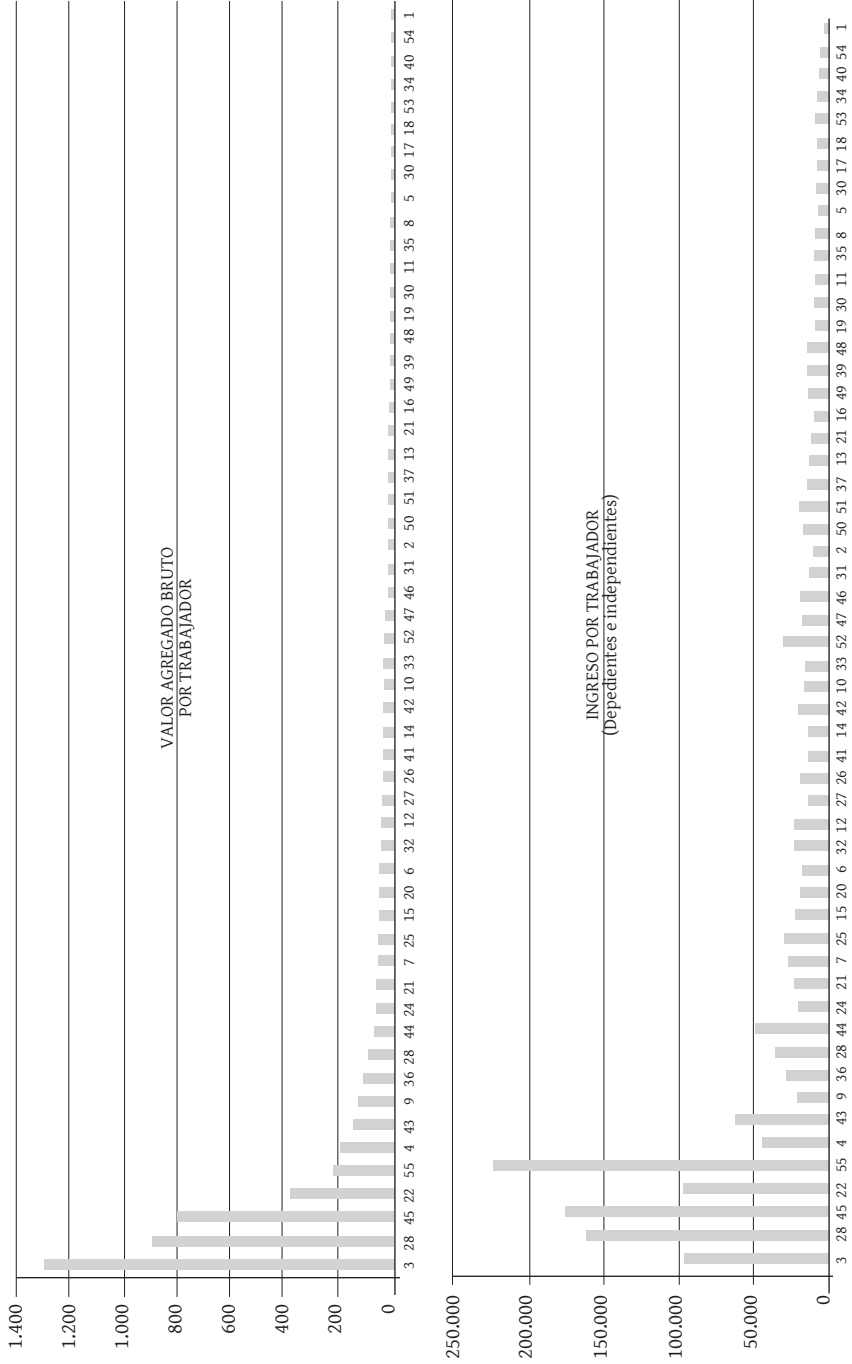 VALOR AGREGADO BRUTO
POR TRABAJADOR
1.400
1.200
1.000
800
600
400
200
0
3 28 45 22 55 4 43 9 36 28 44 24 21 7 25 15 20 6 32 12 27 26 41 14 42 10 33 52 47 46 31 2 50 51 37 13 21 16 49 39 48 19 30 11 35 8 5 30 17 18 53 34 40 54 1
INGRESO POR TRABAJADOR
(Depedientes e independientes)
250.000
200.000
150.000
100.000
50.000
0
3 28 45 22 55 4 43 9 36 28 44 24 21 7 25 15 20 6 32 12 27 26 41 14 42 10 33 52 47 46 31 2 50 51 37 13 21 16 49 39 48 19 30 11 35 8 5 30 17 18 53 34 40 54 1